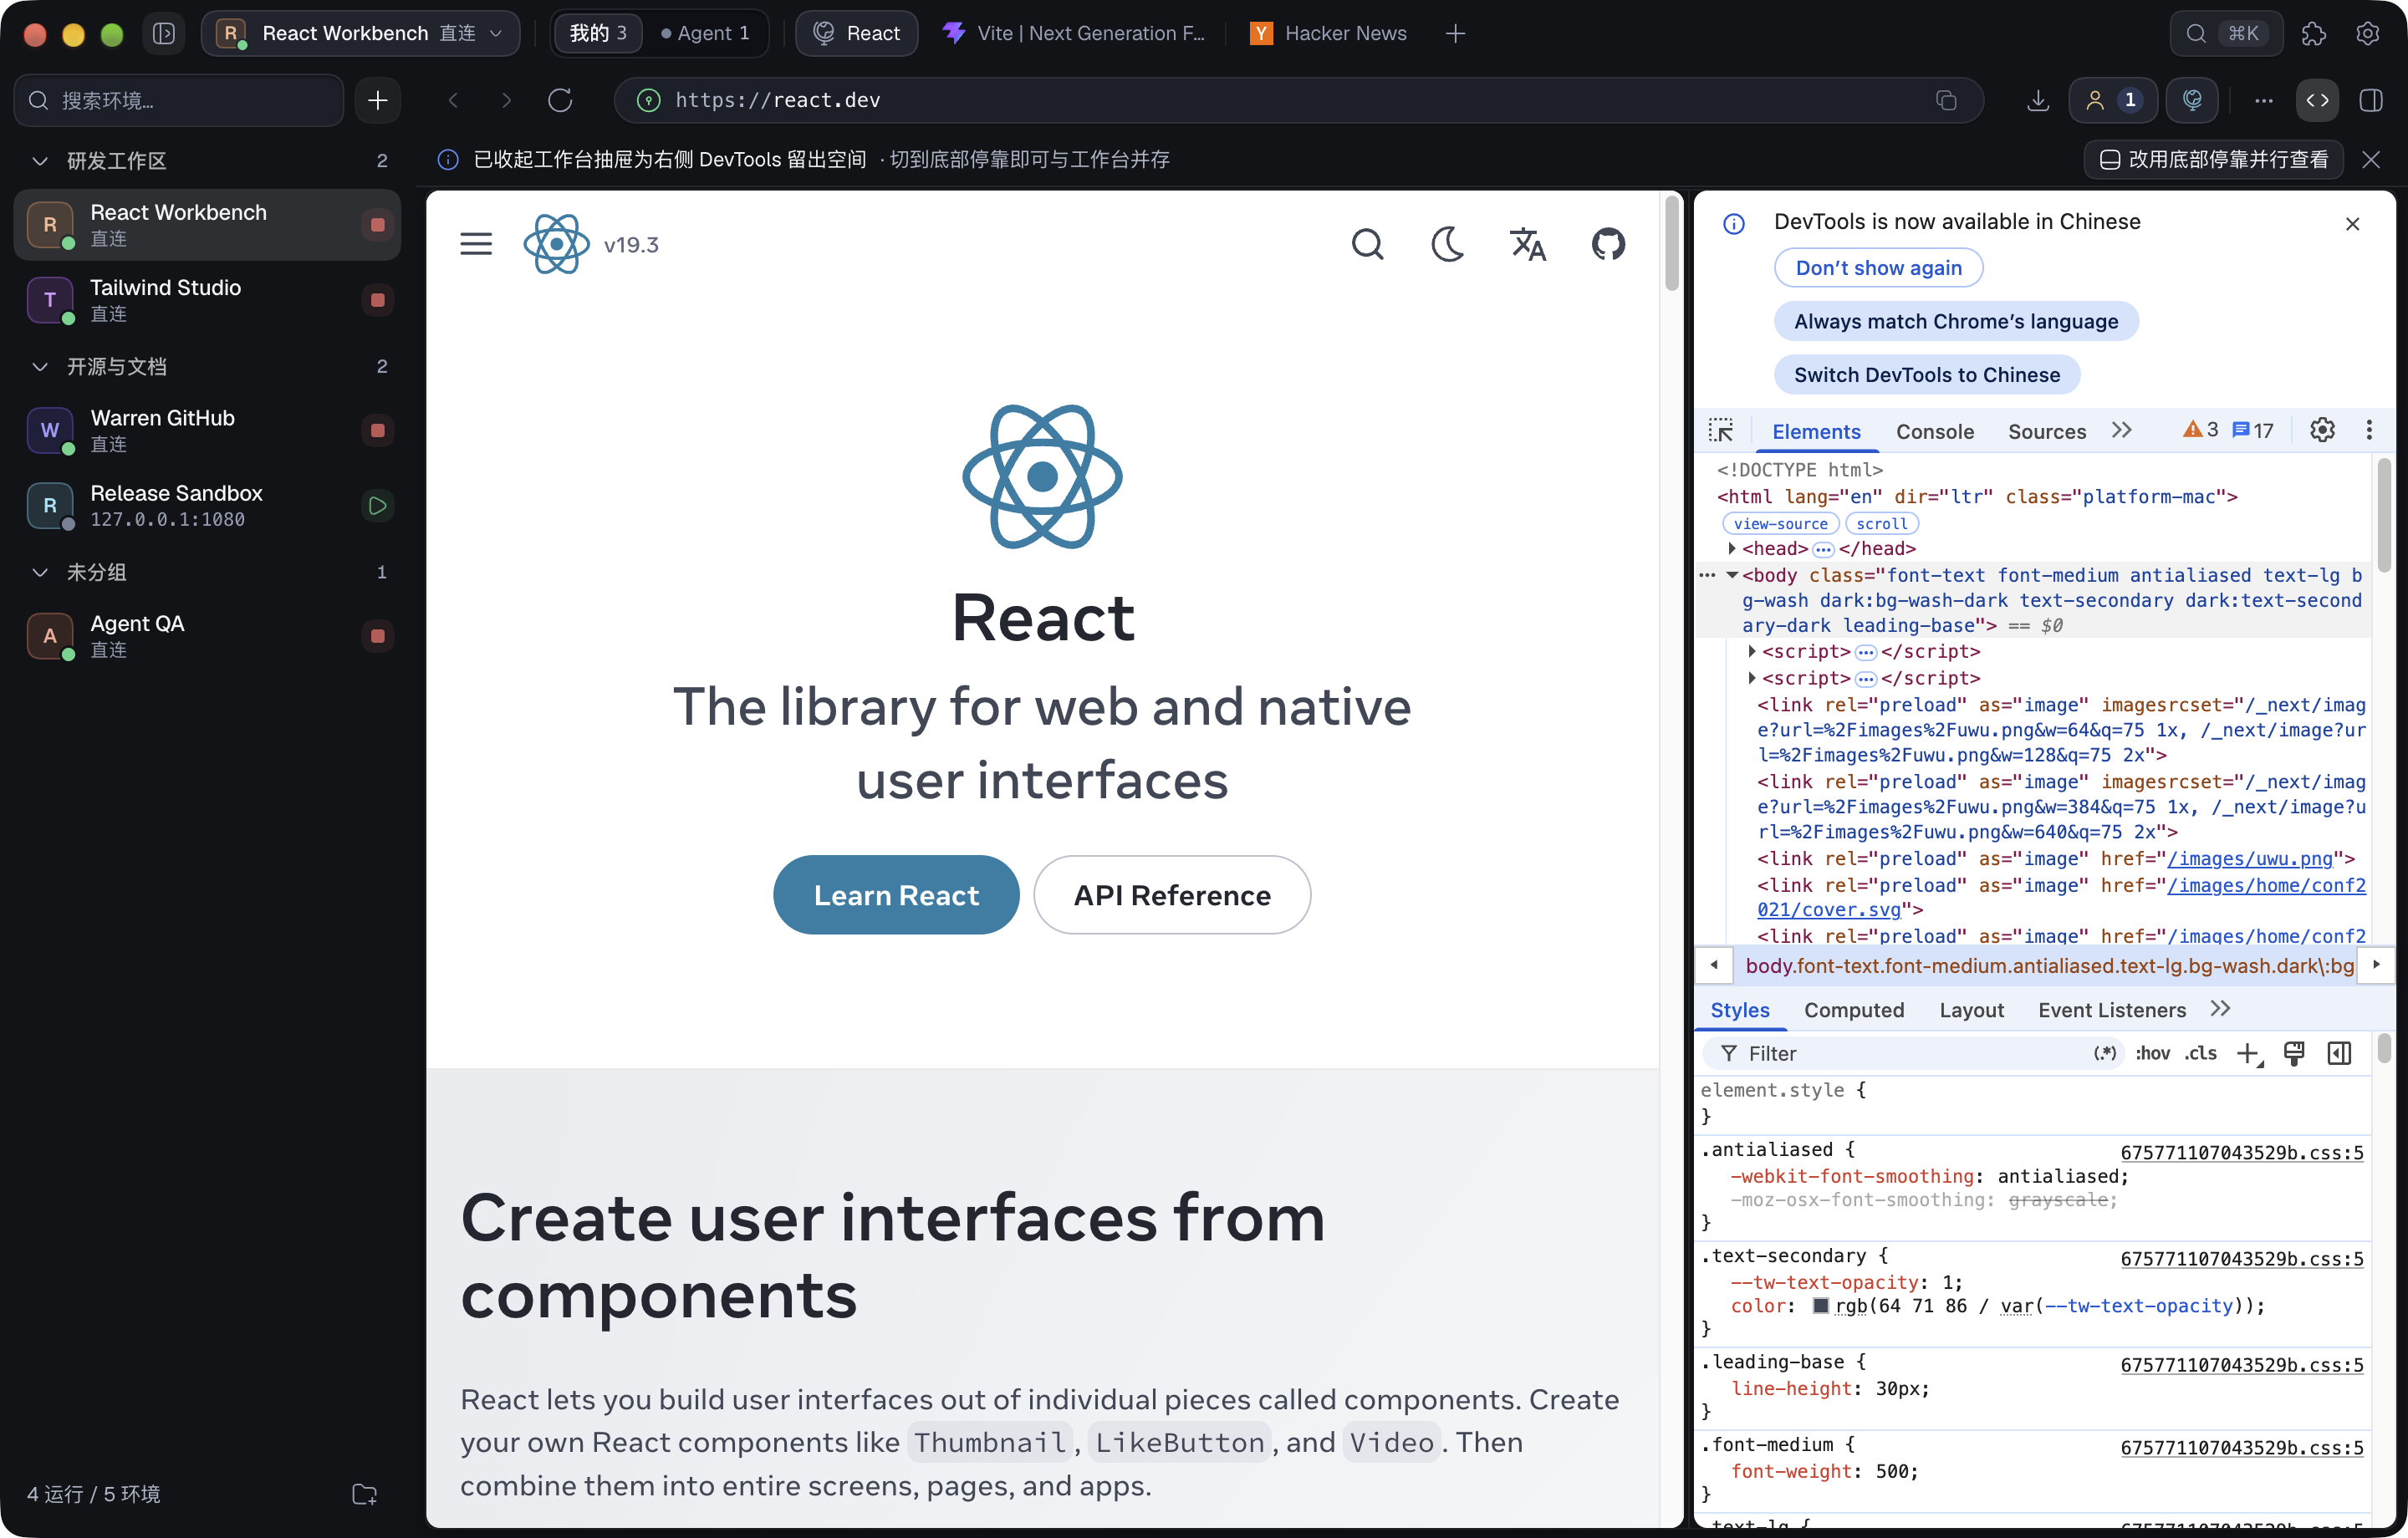 R React Workbench 直连
我的 3
Agent 1
React
Vite | Next Generation F...
Y Hacker News
⌘K
搜索环境...
https://react.dev
1
研发工作区 2
R React Workbench
直连
T Tailwind Studio
直连
开源与文档 2
W Warren GitHub
直连
R Release Sandbox
127.0.0.1:1080
未分组 1
A Agent QA
直连
4 运行 / 5 环境
已收起工作台抽屉为右侧 DevTools 留出空间 · 切到底部停靠即可与工作台并存
改用底部停靠并行查看
v19.3
React
The library for web and native
user interfaces
Learn React
API Reference
Create user interfaces from
components
React lets you build user interfaces out of individual pieces called components. Create
your own React components like Thumbnail, LikeButton, and Video. Then
combine them into entire screens, pages, and apps.
DevTools is now available in Chinese
Don't show again
Always match Chrome's language
Switch DevTools to Chinese
Elements Console Sources 3 17
<!DOCTYPE html>
<html lang="en" dir="ltr" class="platform-mac">
view-source scroll
<head>…</head>
<body class="font-text font-medium antialiased text-lg b
g-wash dark:bg-wash-dark text-secondary dark:text-second
ary-dark leading-base"> == $0
<script>…</script>
<script>…</script>
<link rel="preload" as="image" imagesrcset="/_next/imag
e?url=%2Fimages%2Fuwu.png&w=64&q=75 1x, /_next/image?ur
l=%2Fimages%2Fuwu.png&w=128&q=75 2x">
<link rel="preload" as="image" imagesrcset="/_next/imag
e?url=%2Fimages%2Fuwu.png&w=384&q=75 1x, /_next/image?u
rl=%2Fimages%2Fuwu.png&w=640&q=75 2x">
<link rel="preload" as="image" href="/images/uwu.png">
<link rel="preload" as="image" href="/images/home/conf2
021/cover.svg">
<link rel="preload" as="image" href="/images/home/conf2
body.font-text.font-medium.antialiased.text-lg.bg-wash.dark\:bg
Styles Computed Layout Event Listeners
Filter (.*) :hov .cls
element.style {
}
.antialiased { 675771107043529b.css:5
-webkit-font-smoothing: antialiased;
-moz-osx-font-smoothing: grayscale;
}
.text-secondary { 675771107043529b.css:5
--tw-text-opacity: 1;
color: rgb(64 71 86 / var(--tw-text-opacity));
}
.leading-base { 675771107043529b.css:5
line-height: 30px;
}
.font-medium { 675771107043529b.css:5
font-weight: 500;
}
.text-lg {